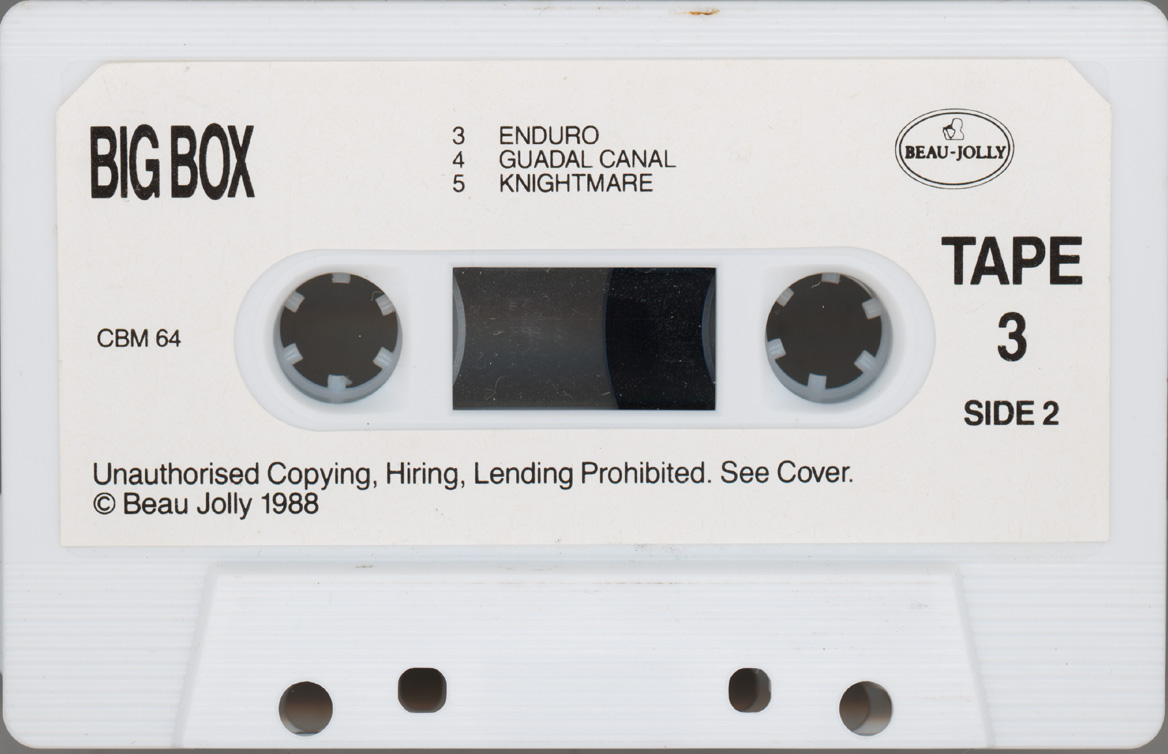 BIG BOX
3 ENDURO
4 GUADAL CANAL
5 KNIGHTMARE
BEAU-JOLLY
TAPE
3
SIDE 2
CBM 64
Unauthorised Copying, Hiring, Lending Prohibited. See Cover.
© Beau Jolly 1988